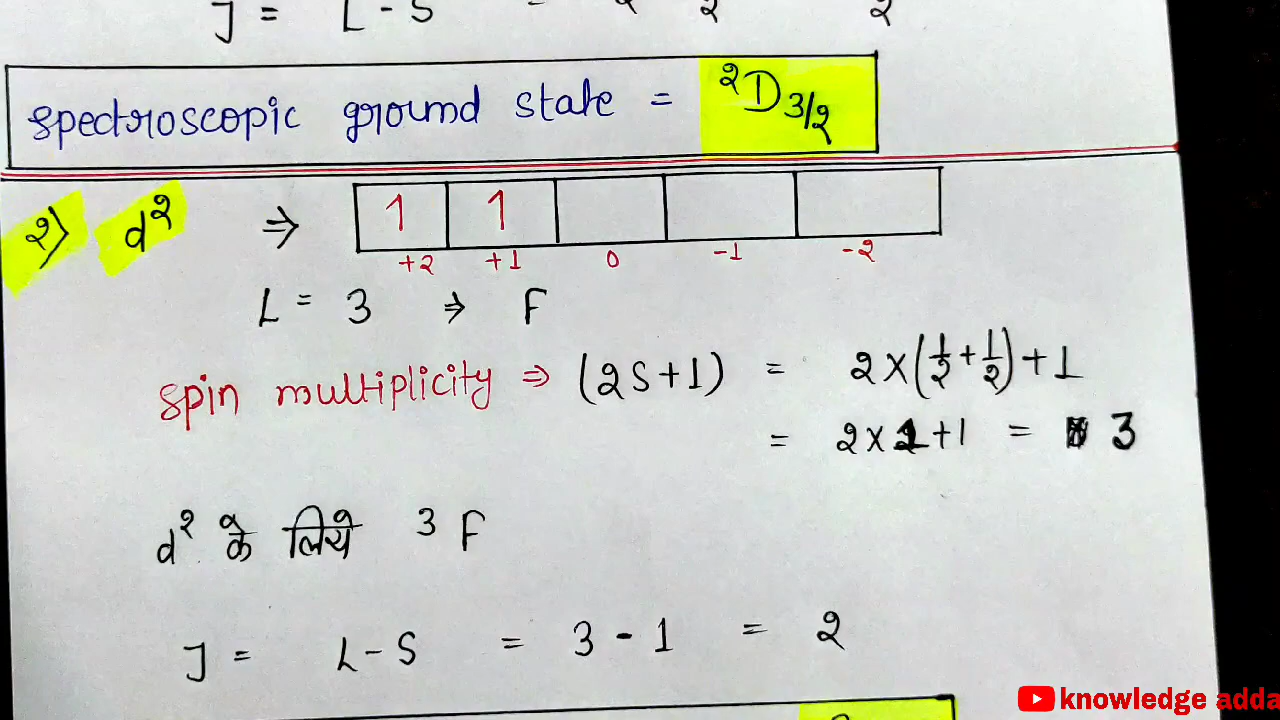 J = L - S =
spectroscopic ground state = ²D₃/₂
2) d² ⇒ 1 1
+2 +1 0 -1 -2
L = 3 ⇒ F
spin multiplicity ⇒ (2S+1) = 2×(1/2+1/2)+1
= 2×1+1 = 3
d² के लिये ³F
J = L-S = 3-1 = 2
knowledge adda